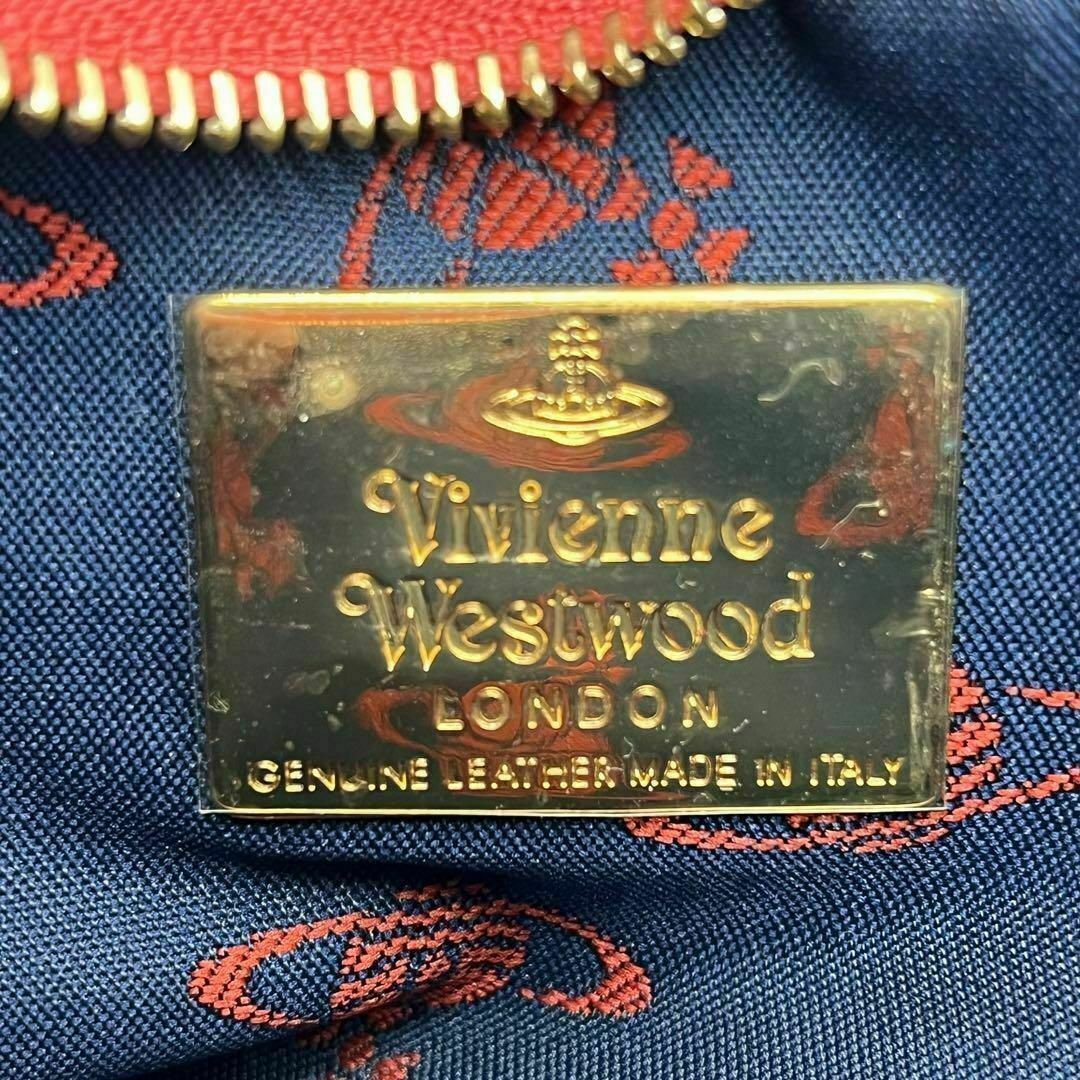 Vivienne
Westwood
LONDON
GENUINE LEATHER MADE IN ITALY